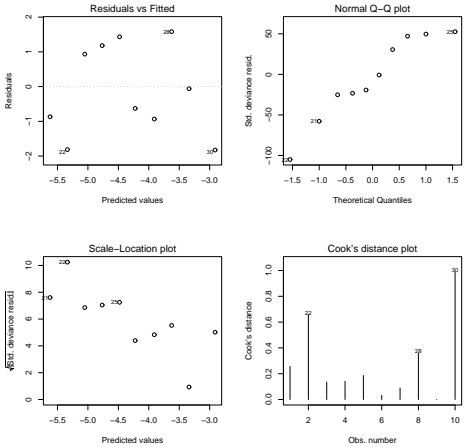 Residuals vs Fitted
Residuals
2
1
0
−1
−2
28
22
30
−5.5 −5.0 −4.5 −4.0 −3.5 −3.0
Predicted values
Normal Q−Q plot
Std. deviance resid.
50
0
−50
−100
25
21
22
−1.5 −1.0 −0.5 0.0 0.5 1.0 1.5
Theoretical Quantiles
Scale−Location plot
√|Std. deviance resid.|
10
8
6
4
2
0
22
21
25
−5.5 −5.0 −4.5 −4.0 −3.5 −3.0
Predicted values
Cook's distance plot
Cook's distance
1.0
0.8
0.6
0.4
0.2
0.0
30
22
28
2 4 6 8 10
Obs. number